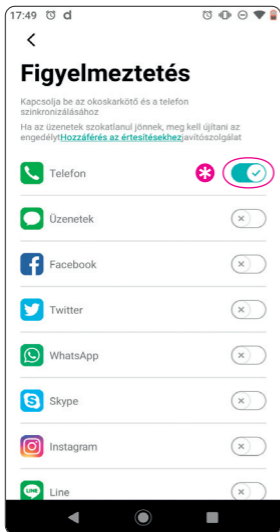 17:49 d
Figyelmeztetés
Kapcsolja be az okoskarkötő és a telefon
szinkronizálásához
Ha az üzenetek szokatlanul jönnek, meg kell újítani az
engedélytHozzáférés az értesítésekhezjavítószolgálat
Telefon
Üzenetek
Facebook
Twitter
WhatsApp
Skype
Instagram
LINE Line